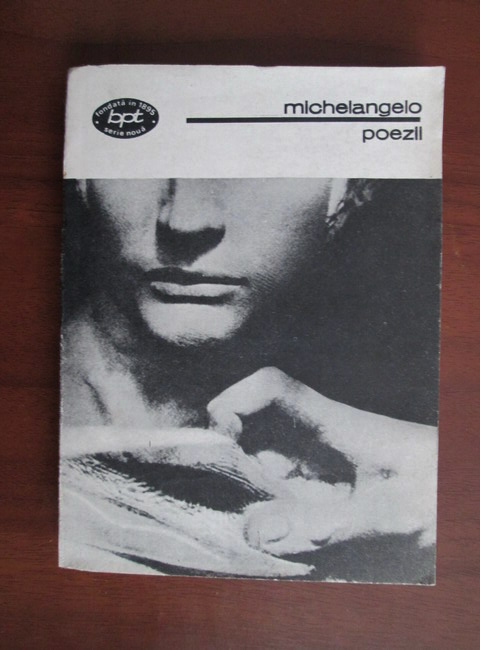 fondată în 1895
bpt
serie nouă
michelangelo
poezii